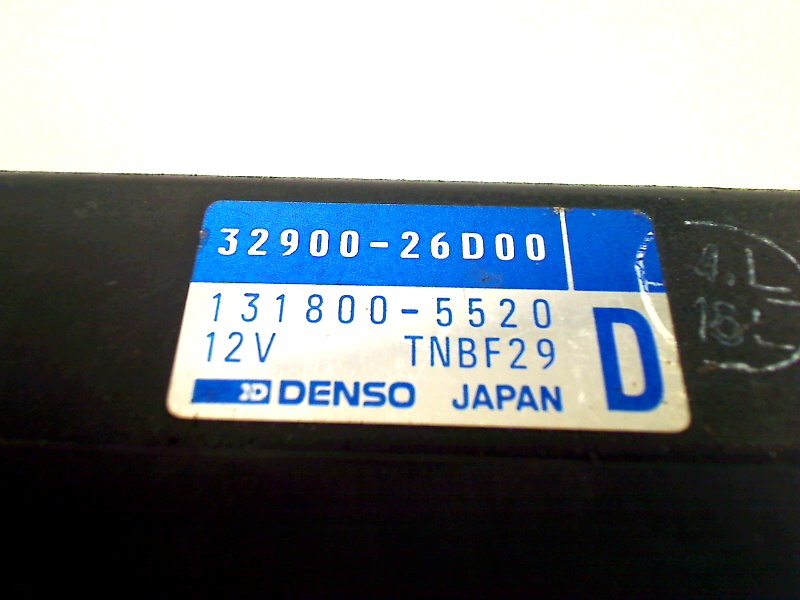 32900-26D00
131800-5520
12V TNBF29
D
DENSO JAPAN